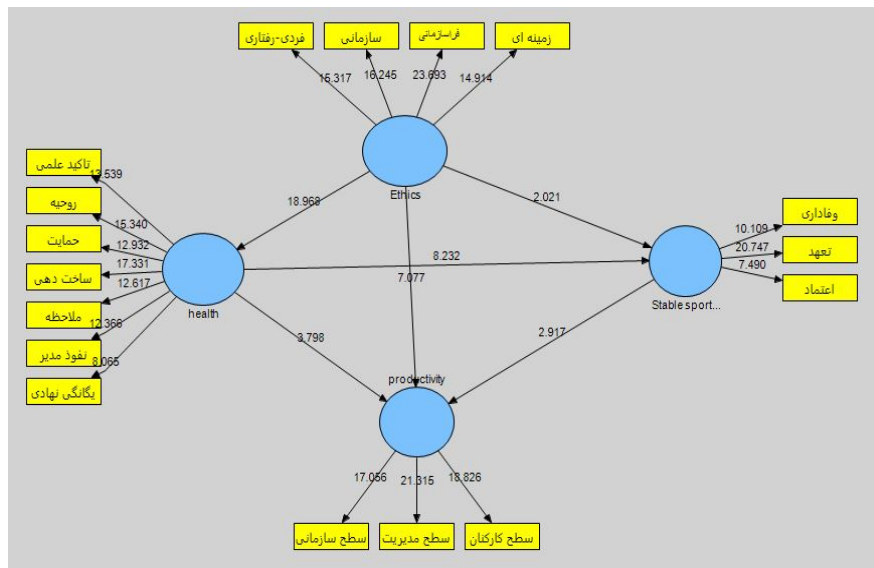 فردی-رفتاری
سازمانی
فراسازمانی
زمینه ای
15.317
16.245
23.693
14.914
Ethics
تاکید علمی
روحیه
حمایت
ساخت دهی
ملاحظه
نفوذ مدیر
یگانگی نهادی
13.539
15.340
12.932
17.331
12.617
12.366
8.065
health
18.968
2.021
8.232
7.077
3.798
2.917
وفاداری
تعهد
اعتماد
10.109
20.747
7.490
Stable sport...
productivity
17.056
21.315
18.826
سطح سازمانی
سطح مدیریت
سطح کارکنان